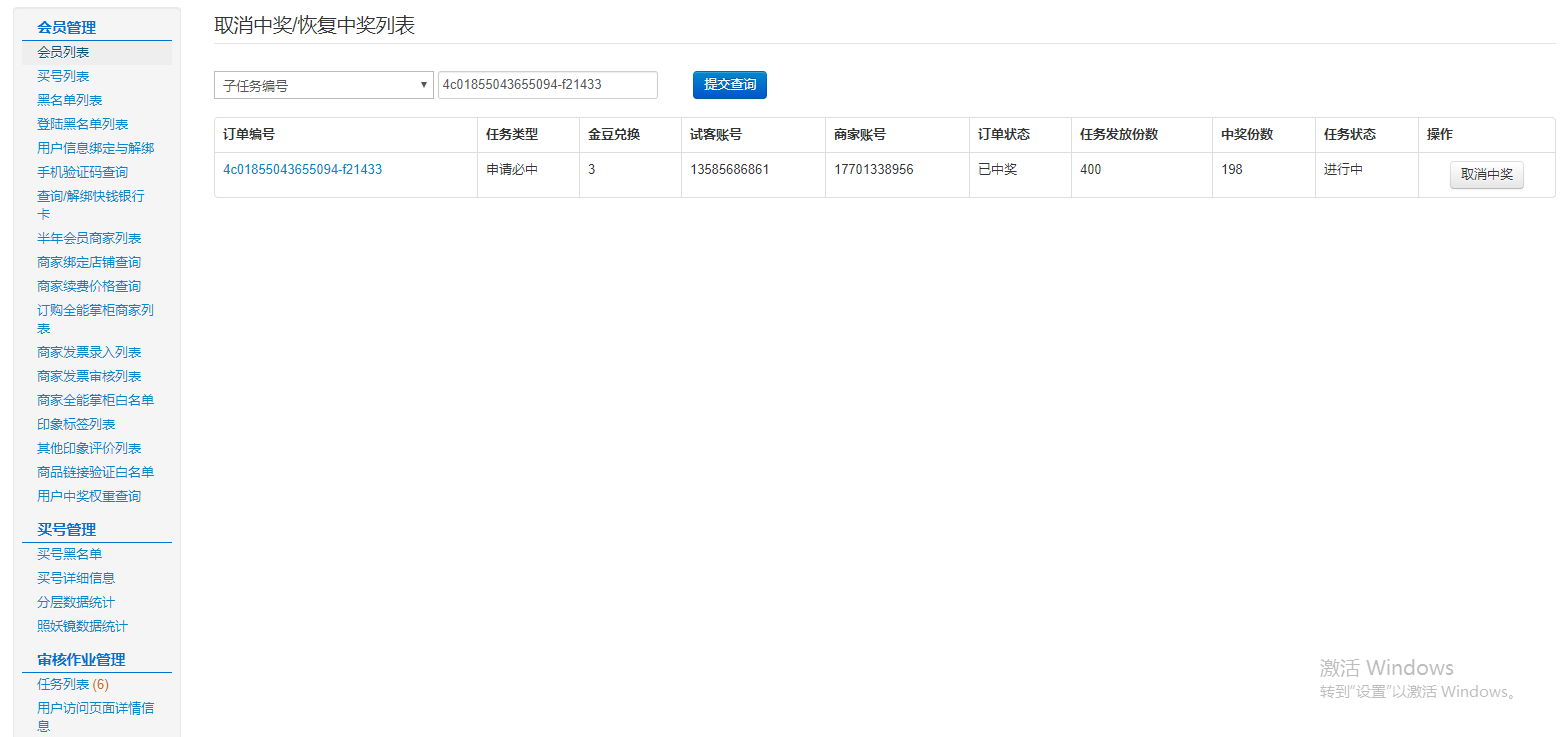 会员管理
会员列表
买号列表
黑名单列表
登陆黑名单列表
用户信息绑定与解绑
手机验证码查询
查询/解绑快钱银行
卡
半年会员商家列表
商家绑定店铺查询
商家续费价格查询
订购全能掌柜商家列
表
商家发票录入列表
商家发票审核列表
商家全能掌柜白名单
印象标签列表
其他印象评价列表
商品链接验证白名单
用户中奖权重查询
买号管理
买号黑名单
买号详细信息
分层数据统计
照妖镜数据统计
审核作业管理
任务列表 (6)
用户访问页面详情信
息
取消中奖/恢复中奖列表
子任务编号 4c01855043655094-f21433 提交查询
订单编号 任务类型 金豆兑换 试客账号 商家账号 订单状态 任务发放份数 中奖份数 任务状态 操作
4c01855043655094-f21433 申请必中 3 13585686861 17701338956 已中奖 400 198 进行中 取消中奖
激活 Windows
转到"设置"以激活 Windows。